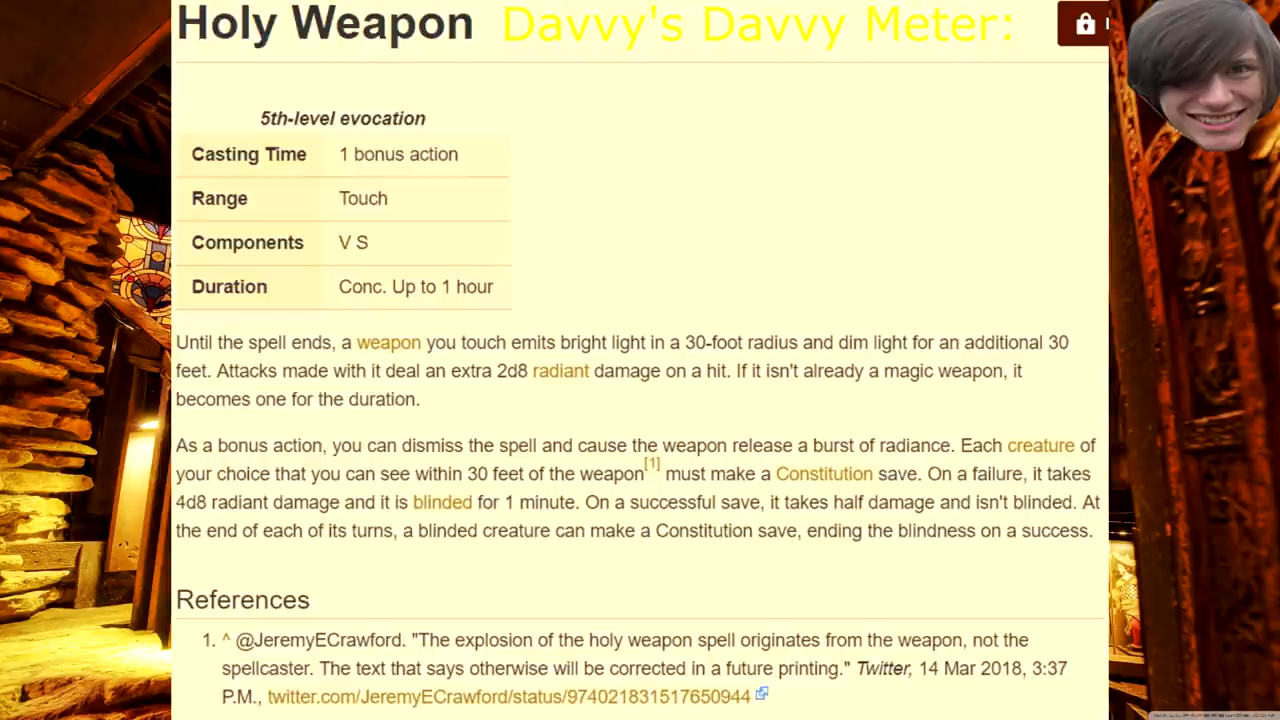 Holy Weapon Davvy's Davvy Meter:
5th-level evocation
Casting Time 1 bonus action
Range Touch
Components V S
Duration Conc. Up to 1 hour
Until the spell ends, a weapon you touch emits bright light in a 30-foot radius and dim light for an additional 30
feet. Attacks made with it deal an extra 2d8 radiant damage on a hit. If it isn't already a magic weapon, it
becomes one for the duration.
As a bonus action, you can dismiss the spell and cause the weapon release a burst of radiance. Each creature of
your choice that you can see within 30 feet of the weapon[1] must make a Constitution save. On a failure, it takes
4d8 radiant damage and it is blinded for 1 minute. On a successful save, it takes half damage and isn't blinded. At
the end of each of its turns, a blinded creature can make a Constitution save, ending the blindness on a success.
References
1. ^ @JeremyECrawford. "The explosion of the holy weapon spell originates from the weapon, not the
spellcaster. The text that says otherwise will be corrected in a future printing." Twitter, 14 Mar 2018, 3:37
P.M., twitter.com/JeremyECrawford/status/974021831517650944